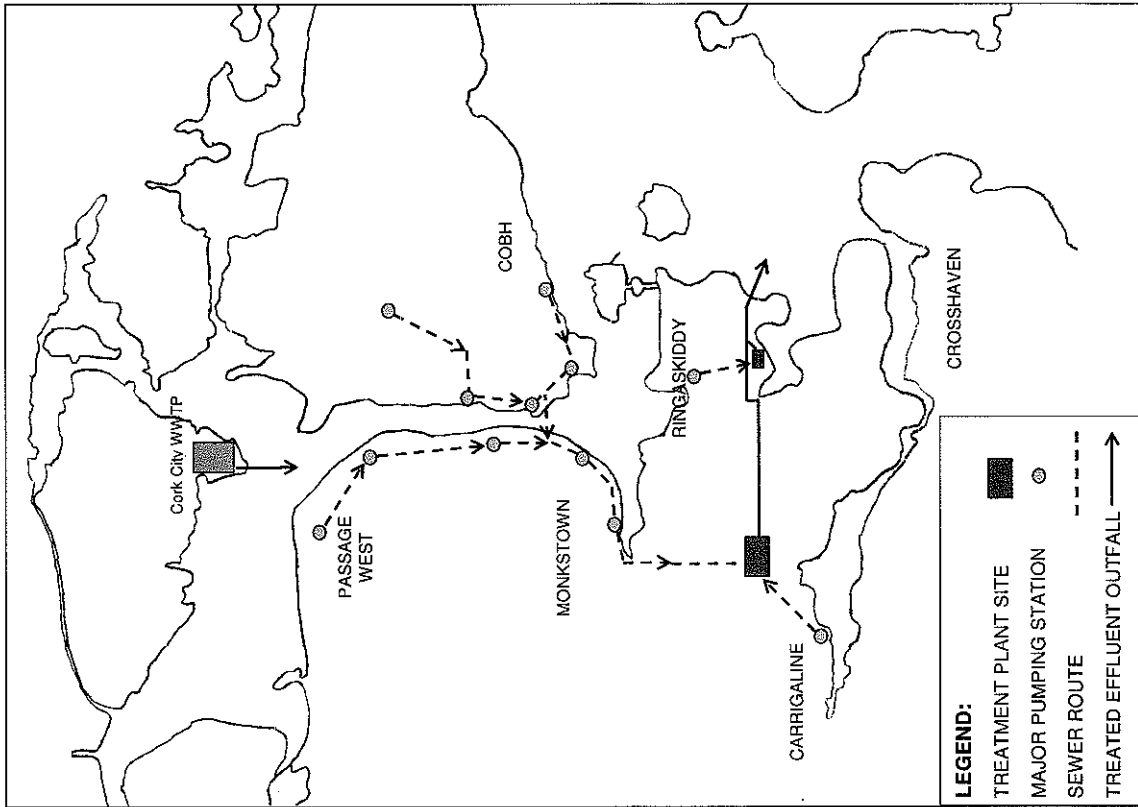 Cork City WWTP
COBH
PASSAGE
WEST
RINGASKIDDY
MONKSTOWN
CROSSHAVEN
CARRIGALINE
LEGEND:
TREATMENT PLANT SITE
MAJOR PUMPING STATION
SEWER ROUTE
TREATED EFFLUENT OUTFALL